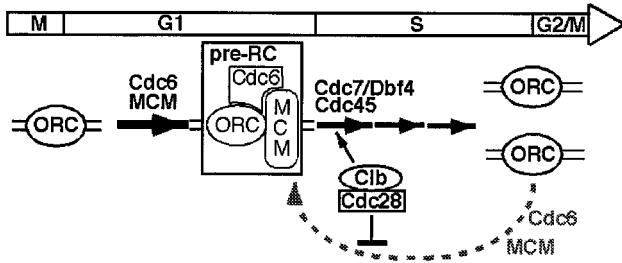 M G1 S G2/M
pre-RC
Cdc6
MCM
Cdc6
ORC
ORC
M
C
M
Cdc7/Dbf4
Cdc45
ORC
ORC
Clb
Cdc28
Cdc6
MCM